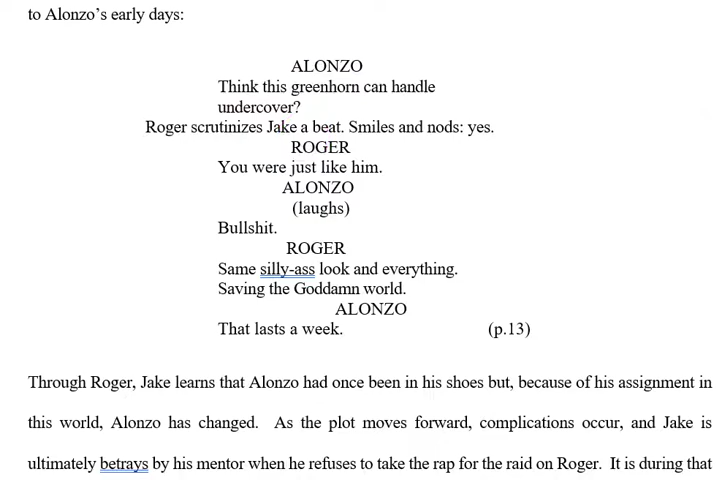 to Alonzo’s early days:
ALONZO
Think this greenhorn can handle
undercover?
Roger scrutinizes Jake a beat. Smiles and nods: yes.
ROGER
You were just like him.
ALONZO
(laughs)
Bullshit.
ROGER
Same silly-ass look and everything.
Saving the Goddamn world.
ALONZO
That lasts a week. (p.13)
Through Roger, Jake learns that Alonzo had once been in his shoes but, because of his assignment in
this world, Alonzo has changed. As the plot moves forward, complications occur, and Jake is
ultimately betrays by his mentor when he refuses to take the rap for the raid on Roger. It is during that